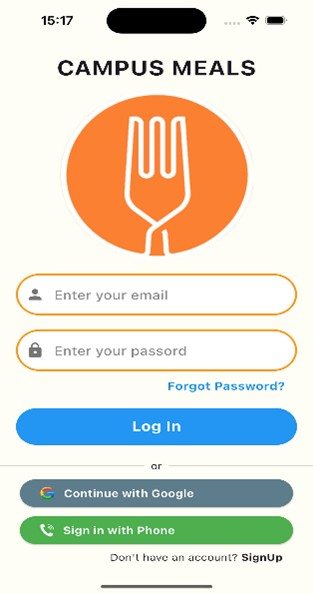 15:17
CAMPUS MEALS
Enter your email
Enter your passord
Forgot Password?
Log In
or
Continue with Google
Sign in with Phone
Don't have an account? SignUp